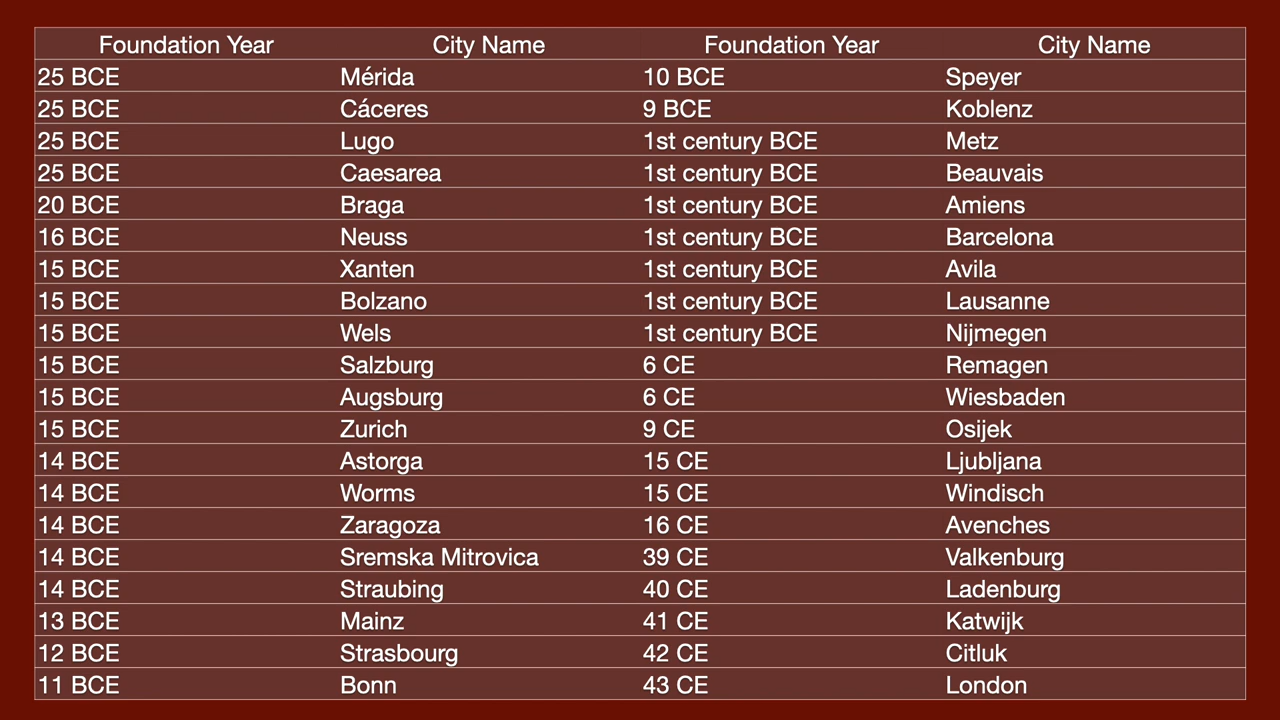 Foundation Year City Name Foundation Year City Name
25 BCE Mérida 10 BCE Speyer
25 BCE Cáceres 9 BCE Koblenz
25 BCE Lugo 1st century BCE Metz
25 BCE Caesarea 1st century BCE Beauvais
20 BCE Braga 1st century BCE Amiens
16 BCE Neuss 1st century BCE Barcelona
15 BCE Xanten 1st century BCE Avila
15 BCE Bolzano 1st century BCE Lausanne
15 BCE Wels 1st century BCE Nijmegen
15 BCE Salzburg 6 CE Remagen
15 BCE Augsburg 6 CE Wiesbaden
15 BCE Zurich 9 CE Osijek
14 BCE Astorga 15 CE Ljubljana
14 BCE Worms 15 CE Windisch
14 BCE Zaragoza 16 CE Avenches
14 BCE Sremska Mitrovica 39 CE Valkenburg
14 BCE Straubing 40 CE Ladenburg
13 BCE Mainz 41 CE Katwijk
12 BCE Strasbourg 42 CE Citluk
11 BCE Bonn 43 CE London